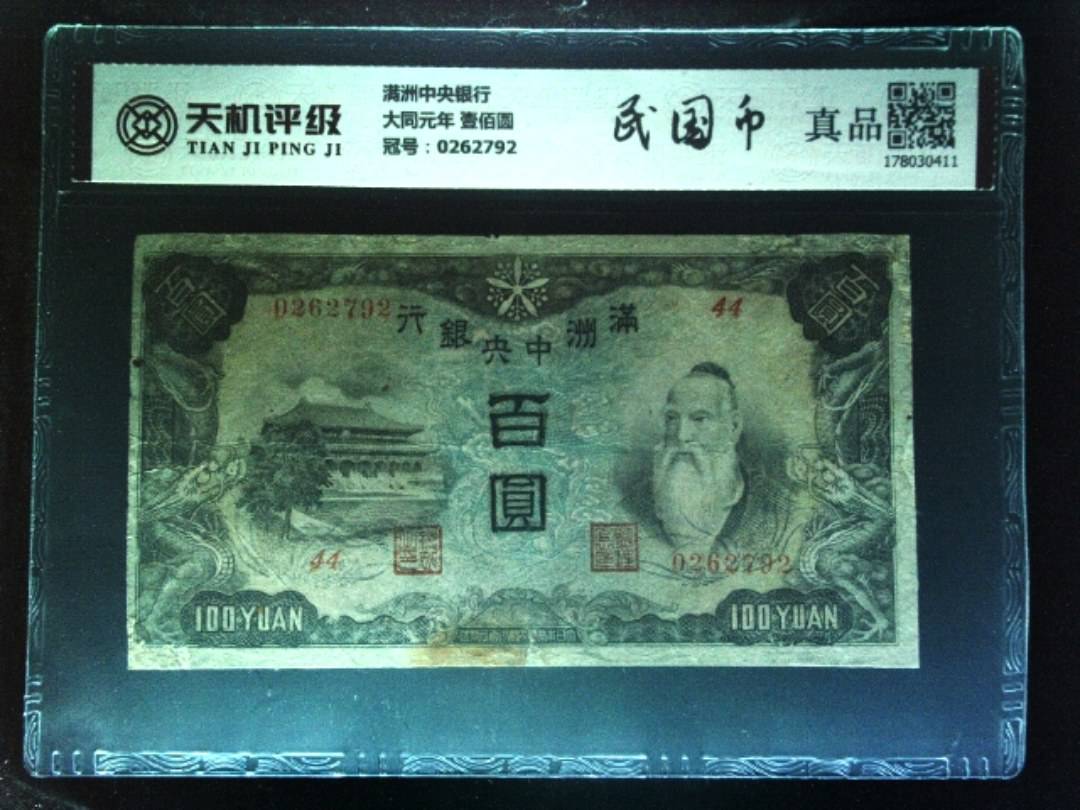 天机评级
TIAN JI PING JI
满洲中央银行
大同元年 壹佰圆
冠号：0262792
民国币
真品
178030411
百圓
百圓
0262792
44
行銀央中洲滿
百
圓
44
0262792
100 YUAN
100 YUAN